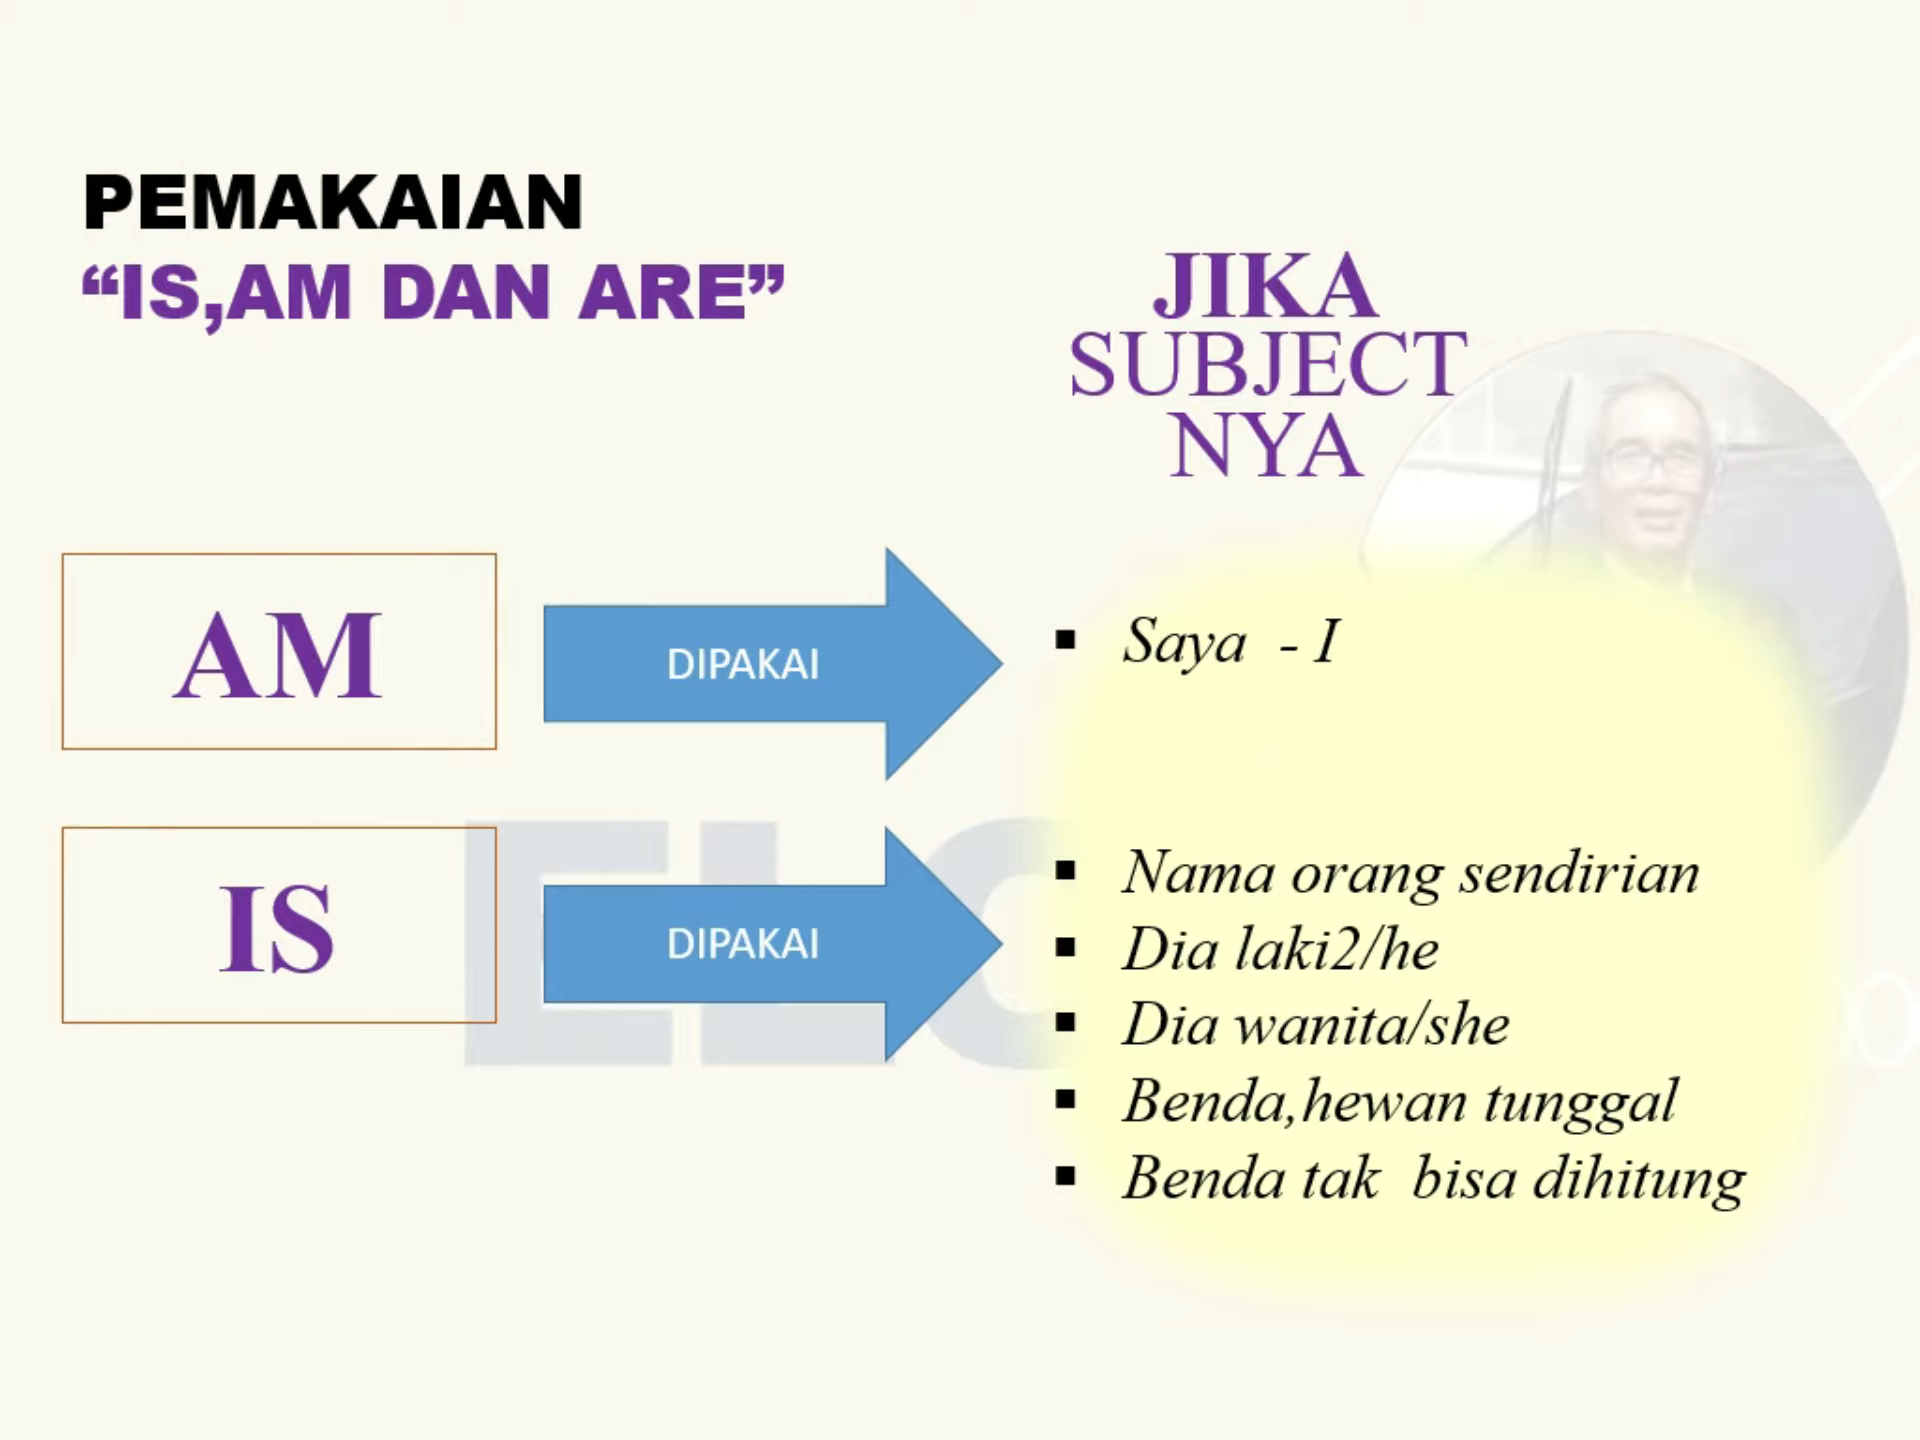 PEMAKAIAN
“IS,AM DAN ARE”
JIKA
SUBJECT
NYA
AM
DIPAKAI
▪ Saya - I
IS
DIPAKAI
▪ Nama orang sendirian
▪ Dia laki2/he
▪ Dia wanita/she
▪ Benda,hewan tunggal
▪ Benda tak bisa dihitung